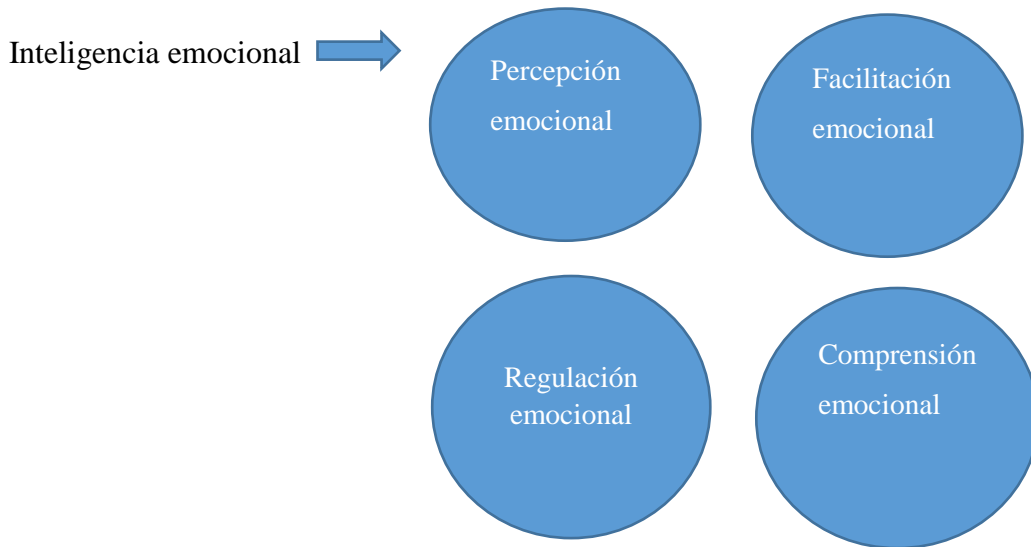 Inteligencia emocional
Percepción
emocional
Facilitación
emocional
Regulación
emocional
Comprensión
emocional